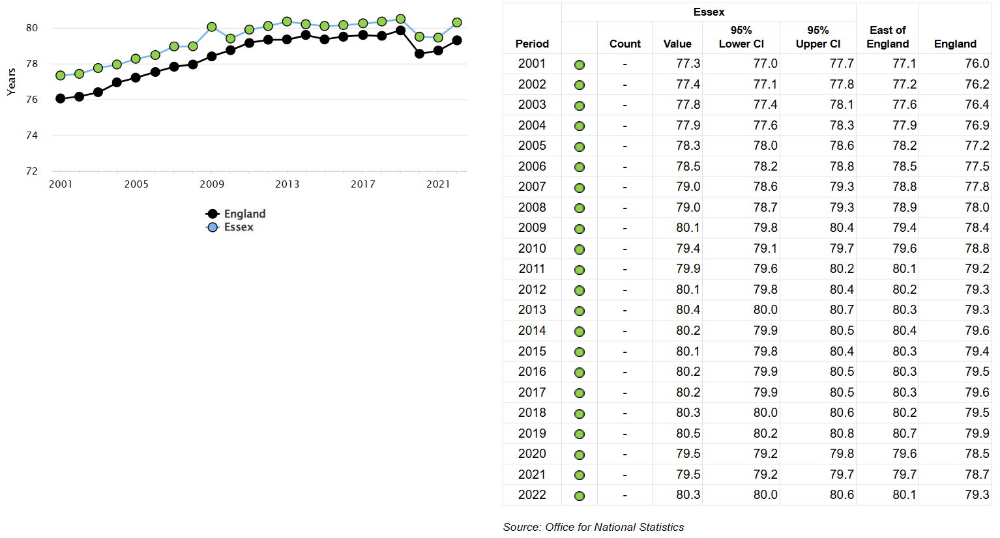 80
78
76
74
72
Years
2001 2005 2009 2013 2017 2021
England
Essex
Essex
Period Count Value 95% Lower CI 95% Upper CI East of England England
2001 - 77.3 77.0 77.7 77.1 76.0
2002 - 77.4 77.1 77.8 77.2 76.2
2003 - 77.8 77.4 78.1 77.6 76.4
2004 - 77.9 77.6 78.3 77.9 76.9
2005 - 78.3 78.0 78.6 78.2 77.2
2006 - 78.5 78.2 78.8 78.5 77.5
2007 - 79.0 78.6 79.3 78.8 77.8
2008 - 79.0 78.7 79.3 78.9 78.0
2009 - 80.1 79.8 80.4 79.4 78.4
2010 - 79.4 79.1 79.7 79.6 78.8
2011 - 79.9 79.6 80.2 80.1 79.2
2012 - 80.1 79.8 80.4 80.2 79.3
2013 - 80.4 80.0 80.7 80.3 79.3
2014 - 80.2 79.9 80.5 80.4 79.6
2015 - 80.1 79.8 80.4 80.3 79.4
2016 - 80.2 79.9 80.5 80.3 79.5
2017 - 80.2 79.9 80.5 80.3 79.6
2018 - 80.3 80.0 80.6 80.2 79.5
2019 - 80.5 80.2 80.8 80.7 79.9
2020 - 79.5 79.2 79.8 79.6 78.5
2021 - 79.5 79.2 79.7 79.7 78.7
2022 - 80.3 80.0 80.6 80.1 79.3
Source: Office for National Statistics